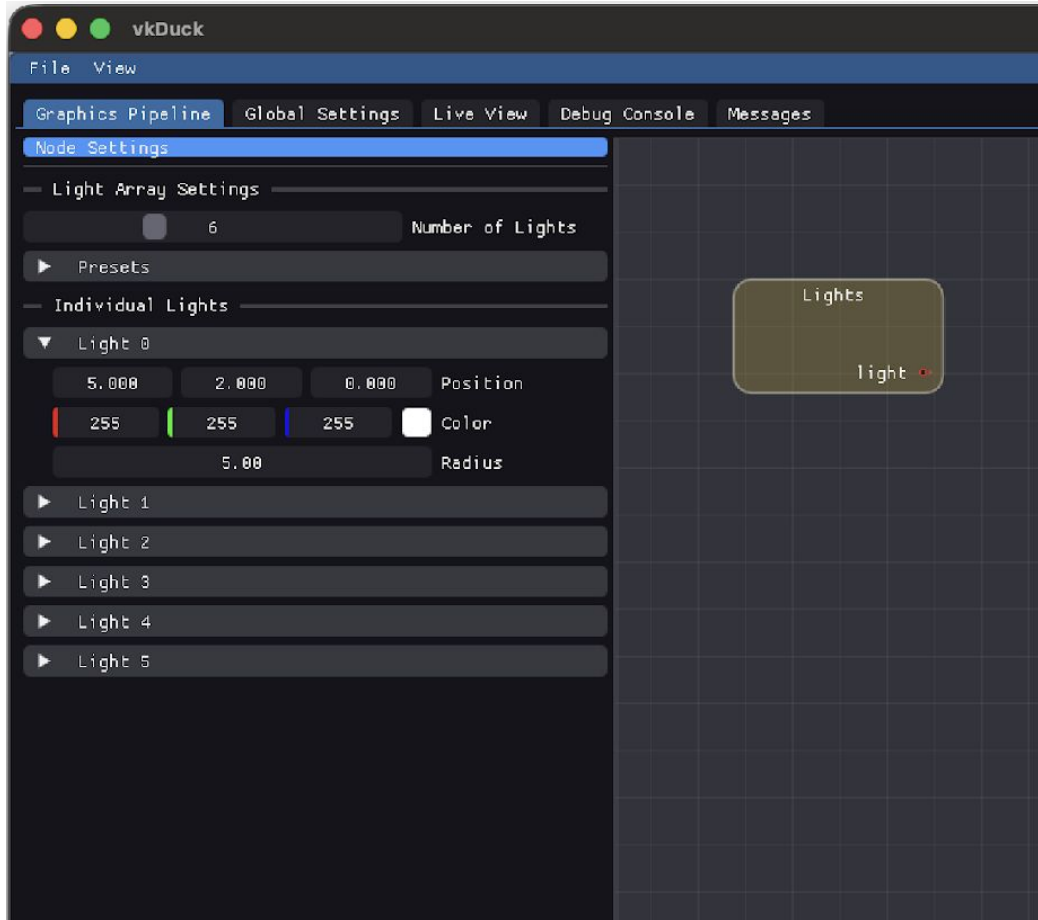 vkDuck
File View
Graphics Pipeline Global Settings Live View Debug Console Messages
Node Settings
Light Array Settings
6 Number of Lights
Presets
Individual Lights
Light 0
5.000 2.000 0.000 Position
255 255 255 Color
5.00 Radius
Light 1
Light 2
Light 3
Light 4
Light 5
Lights
light